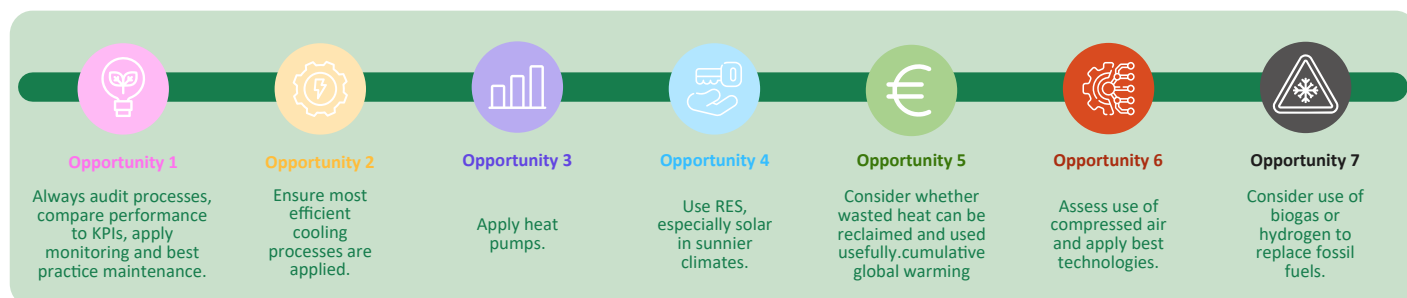 Opportunity 1
Always audit processes,
compare performance
to KPIs, apply
monitoring and best
practice maintenance.
Opportunity 2
Ensure most
efficient
cooling
processes are
applied.
Opportunity 3
Apply heat
pumps.
Opportunity 4
Use RES,
especially solar
in sunnier
climates.
Opportunity 5
Consider whether
wasted heat can be
reclaimed and used
usefully.cumulative
global warming
Opportunity 6
Assess use of
compressed air
and apply best
technologies.
Opportunity 7
Consider use of
biogas or
hydrogen to
replace fossil
fuels.